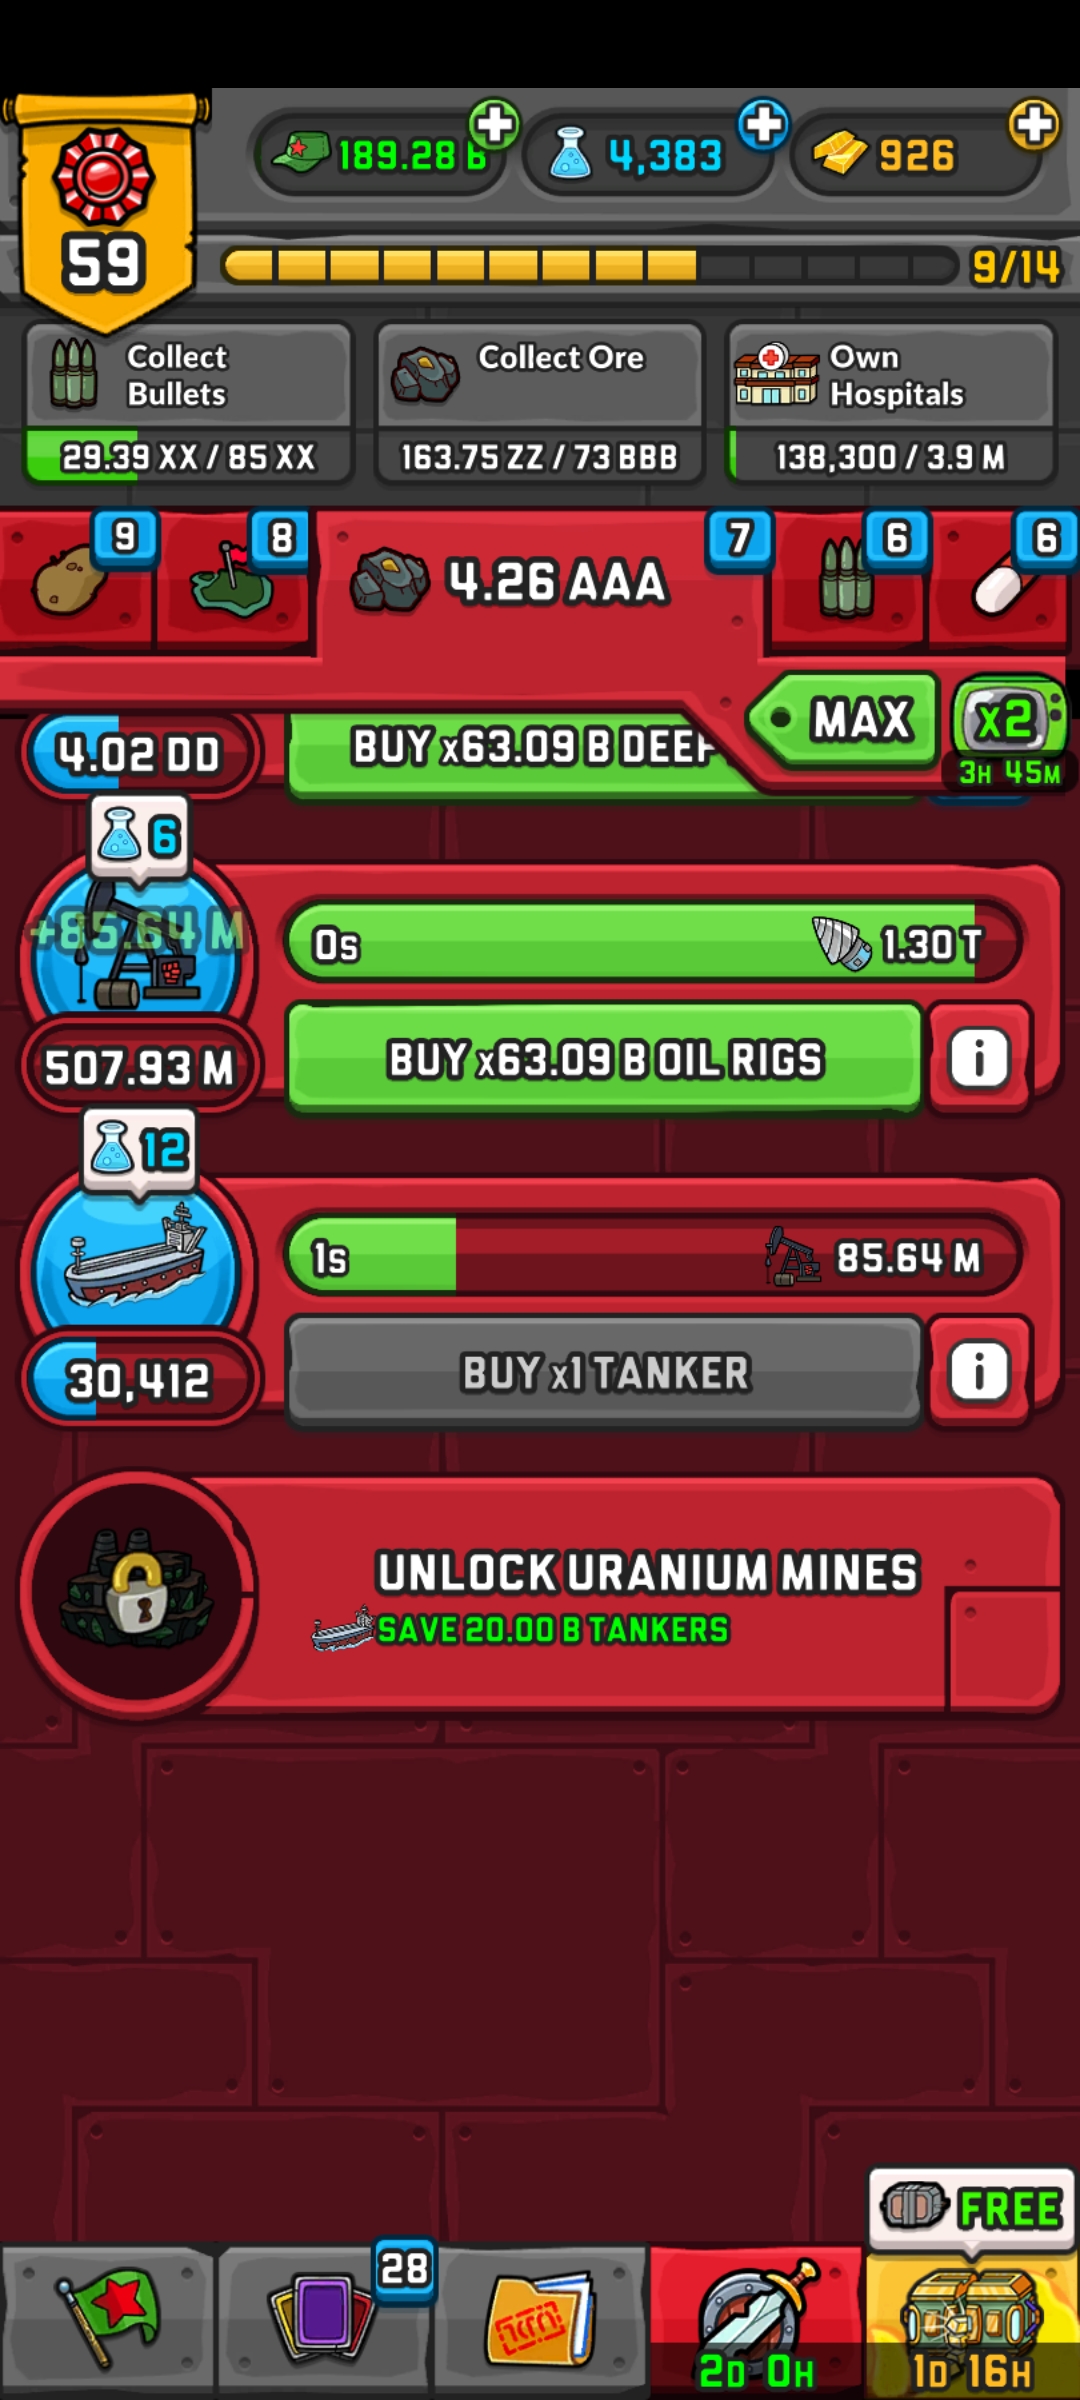 189.28 B
4,383
926
59
9/14
Collect
Bullets
29.39 XX / 85 XX
Collect Ore
163.75 ZZ / 73 BBB
Own
Hospitals
138,300 / 3.9 M
9
8
4.26 AAA
7
6
6
MAX
x2
3H 45M
4.02 DD
BUY x63.09 B DEEP
6
+85.64 M
0s
1.30 T
507.93 M
BUY x63.09 B OIL RIGS
i
12
1s
85.64 M
30,412
BUY x1 TANKER
i
UNLOCK URANIUM MINES
SAVE 20.00 B TANKERS
FREE
28
2D 0H
1D 16H